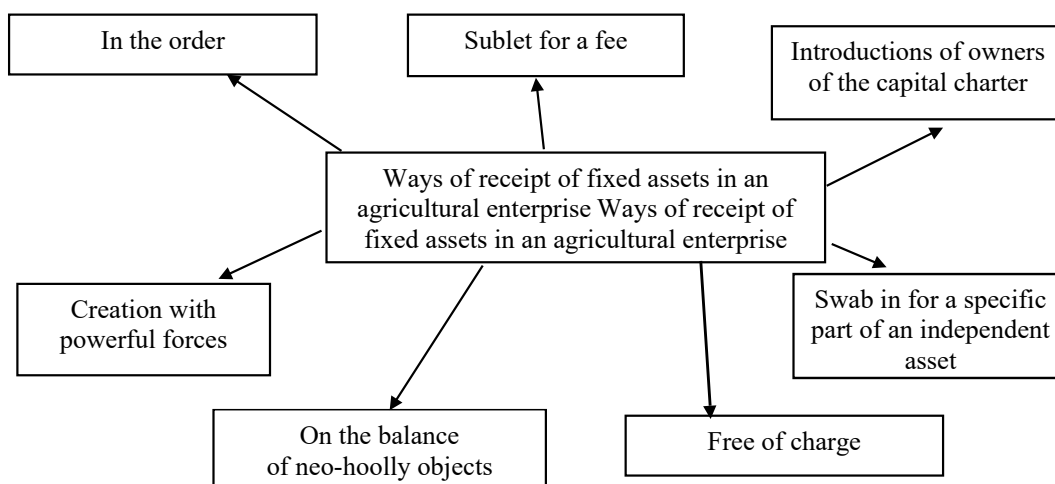 In the order
Sublet for a fee
Introductions of owners
of the capital charter
Ways of receipt of fixed assets in an
agricultural enterprise Ways of receipt of
fixed assets in an agricultural enterprise
Creation with
powerful forces
Swab in for a specific
part of an independent
asset
On the balance
of neo-hoolly objects
Free of charge